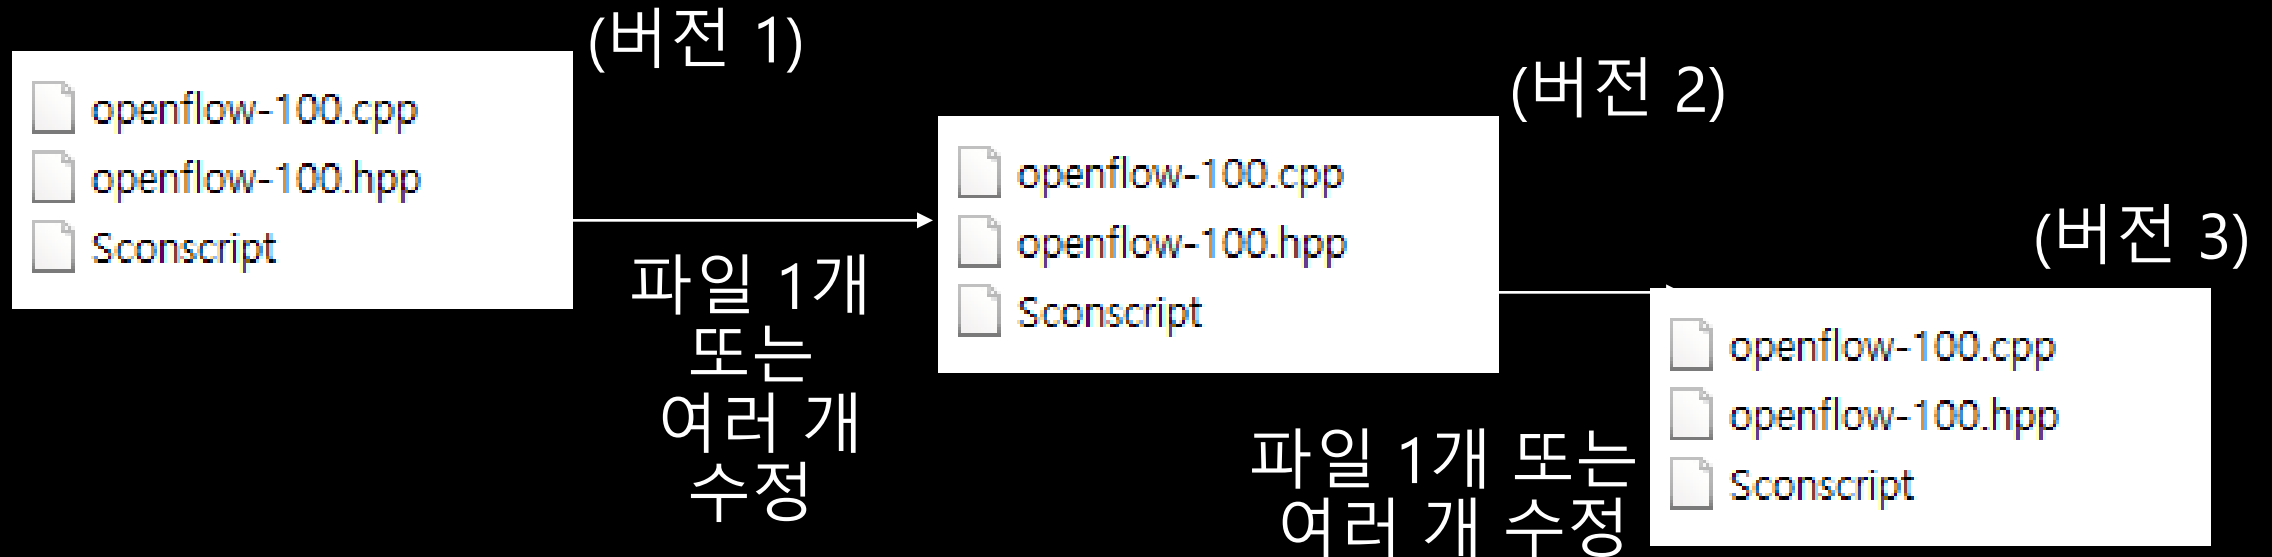 (버전 1)
openflow-100.cpp
openflow-100.hpp
Sconscript
파일 1개
또는
여러 개
수정
(버전 2)
openflow-100.cpp
openflow-100.hpp
Sconscript
파일 1개 또는
여러 개 수정
(버전 3)
openflow-100.cpp
openflow-100.hpp
Sconscript